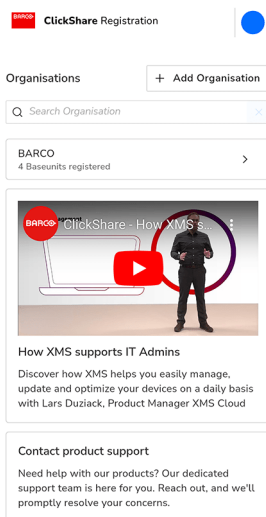 BARCO
ClickShare Registration
Organisations
+ Add Organisation
Search Organisation
BARCO
4 Baseunits registered
BARCO
ClickShare - How XMS s...
How XMS supports IT Admins
Discover how XMS helps you easily manage,
update and optimize your devices on a daily basis
with Lars Duziack, Product Manager XMS Cloud
Contact product support
Need help with our products? Our dedicated
support team is here for you. Reach out, and we'll
promptly resolve your concerns.